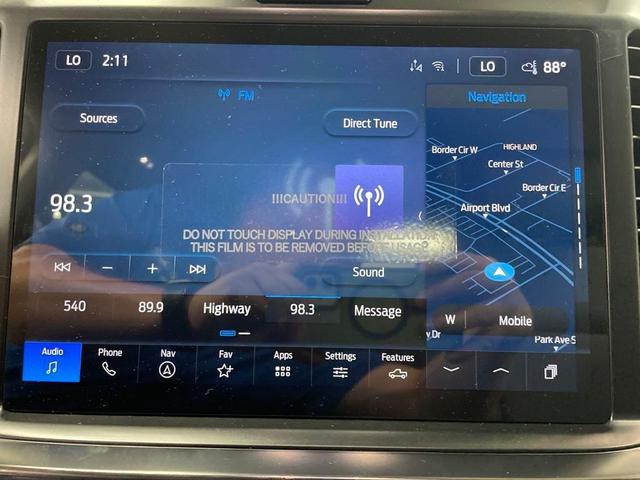 LO 2:11 LO 88°
FM
Navigation
Sources
Direct Tune
HIGHLAND
Border Cir W
Center St
Border Cir E
98.3
!!!CAUTION!!!
Airport Blvd
DO NOT TOUCH DISPLAY DURING
THIS FILM IS TO BE REMOVED BEFORE USAGE?
Sound
540 89.9 Highway 98.3 Message
W Mobile
Dr
Park Ave S
Audio Phone Nav Fav Apps Settings Features